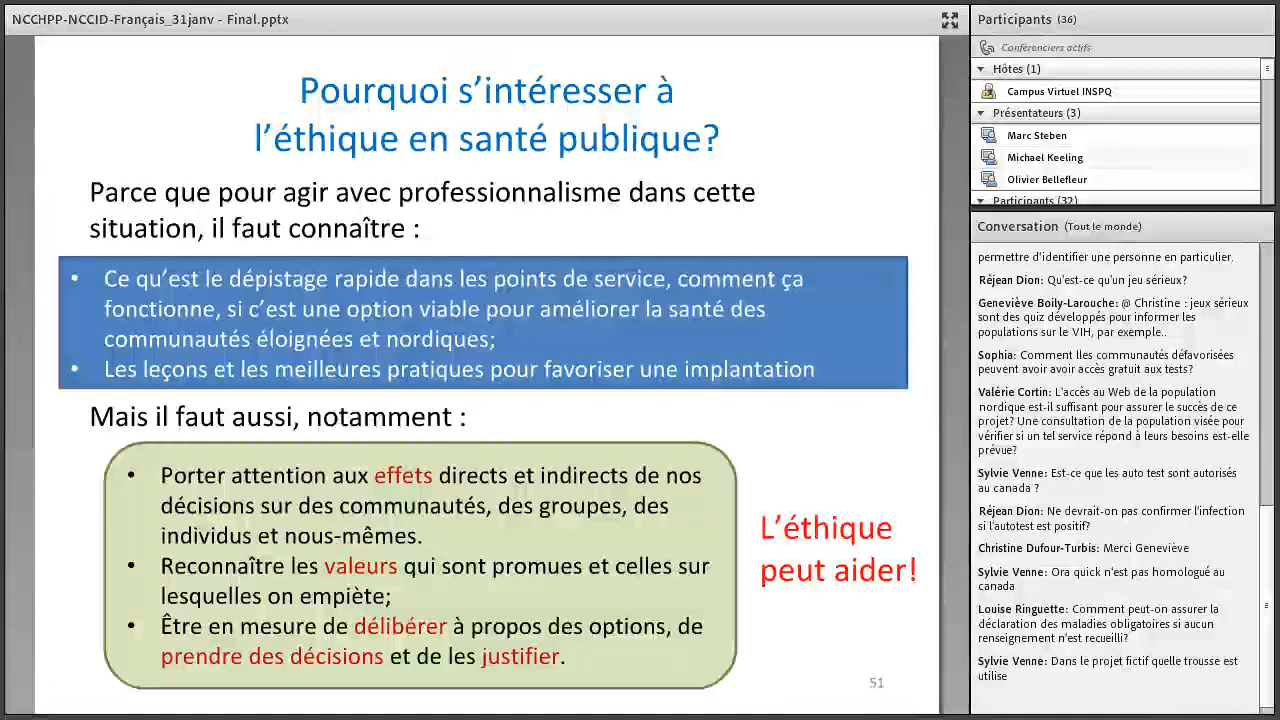 NCCHPP-NCCID-Français_31janv - Final.pptx
Pourquoi s’intéresser à
l’éthique en santé publique?
Parce que pour agir avec professionnalisme dans cette
situation, il faut connaître :
• Ce qu’est le dépistage rapide dans les points de service, comment ça
fonctionne, si c’est une option viable pour améliorer la santé des
communautés éloignées et nordiques;
• Les leçons et les meilleures pratiques pour favoriser une implantation
Mais il faut aussi, notamment :
• Porter attention aux effets directs et indirects de nos
décisions sur des communautés, des groupes, des
individus et nous-mêmes.
• Reconnaître les valeurs qui sont promues et celles sur
lesquelles on empiète;
• Être en mesure de délibérer à propos des options, de
prendre des décisions et de les justifier.
L’éthique
peut aider!
51
Participants (36)
Conférenciers actifs
Hôtes (1)
Campus Virtuel INSPQ
Présentateurs (3)
Marc Steben
Michael Keeling
Olivier Bellefleur
Participants (32)
Conversation (Tout le monde)
permettre d'identifier une personne en particulier.
Réjean Dion: Qu'est-ce qu'un jeu sérieux?
Geneviève Boily-Larouche: @ Christine : jeux sérieux
sont des quiz développés pour informer les
populations sur le VIH, par exemple..
Sophia: Comment lles communautés défavorisées
peuvent avoir avoir accés gratuit aux tests?
Valérie Cortin: L'accès au Web de la population
nordique est-il suffisant pour assurer le succès de ce
projet? Une consultation de la population visée pour
vérifier si un tel service répond à leurs besoins est-elle
prévue?
Sylvie Venne: Est-ce que les auto test sont autorisés
au canada ?
Réjean Dion: Ne devrait-on pas confirmer l'infection
si l'autotest est positif?
Christine Dufour-Turbis: Merci Geneviève
Sylvie Venne: Ora quick n'est pas homologué au
canada
Louise Ringuette: Comment peut-on assurer la
déclaration des maladies obligatoires si aucun
renseignement n'est recueilli?
Sylvie Venne: Dans le projet fictif quelle trousse est
utilise